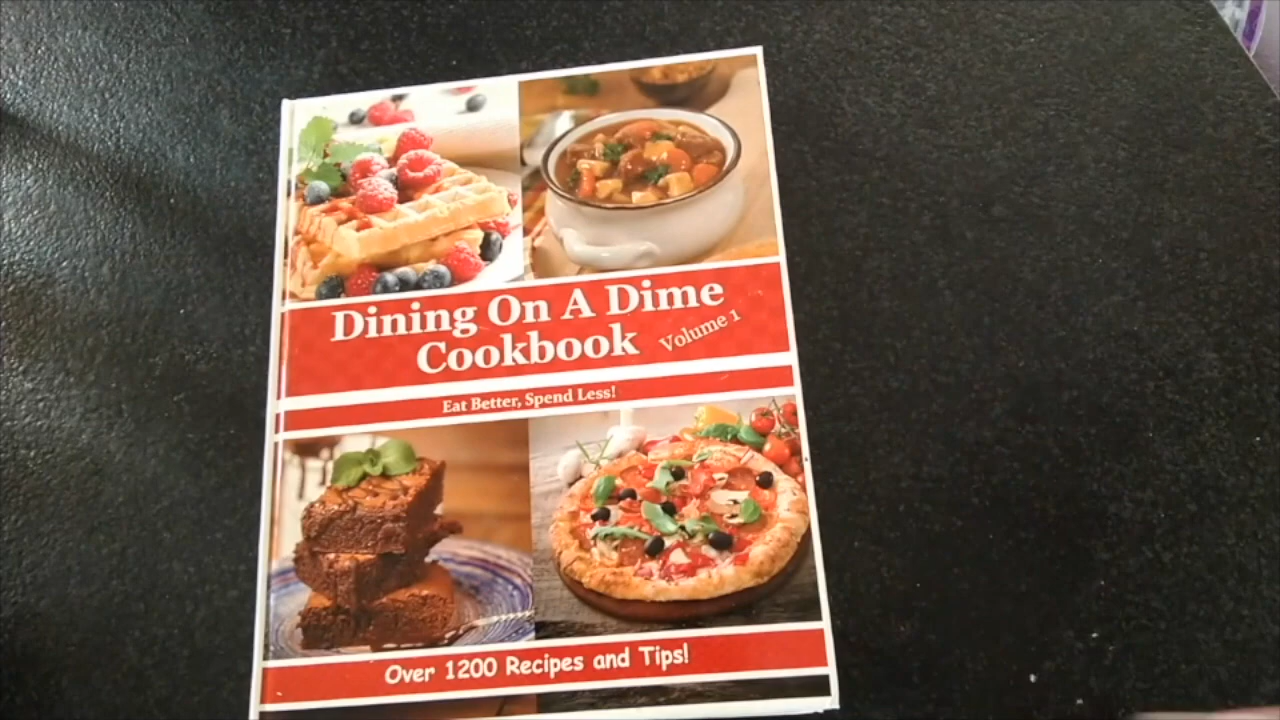 Dining On A Dime
Cookbook Volume 1
Eat Better, Spend Less!
Over 1200 Recipes and Tips!